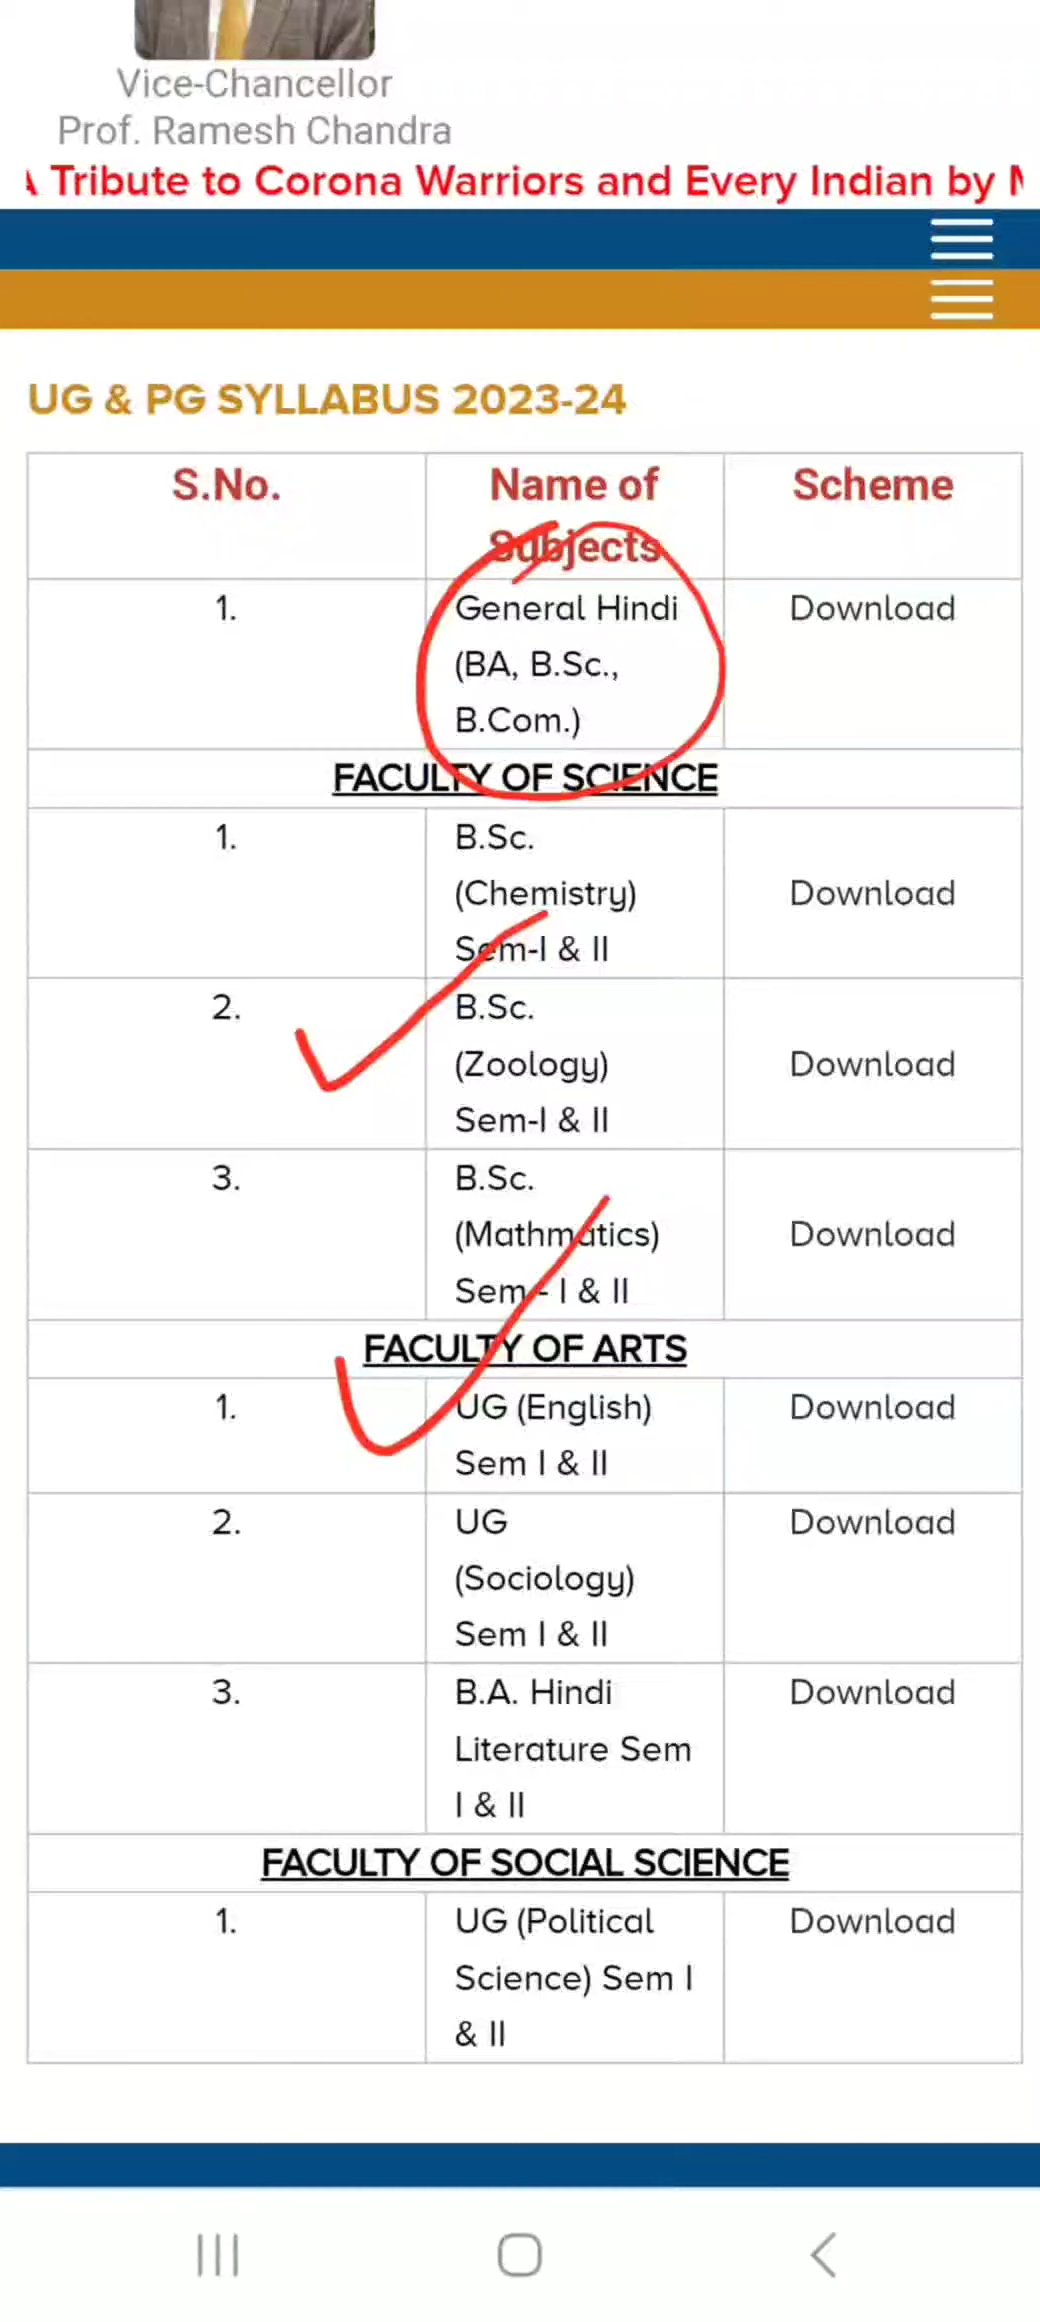 Vice-Chancellor
Prof. Ramesh Chandra
Tribute to Corona Warriors and Every Indian by
UG & PG SYLLABUS 2023-24
S.No. Name of Scheme
Subjects
1. General Hindi Download
(BA, B.Sc.,
B.Com.)
FACULTY OF SCIENCE
1. B.Sc.
(Chemistry) Download
Sem-I & II
2. B.Sc.
(Zoology) Download
Sem-I & II
3. B.Sc.
(Mathmatics) Download
Sem - I & II
FACULTY OF ARTS
1. UG (English) Download
Sem I & II
2. UG Download
(Sociology)
Sem I & II
3. B.A. Hindi Download
Literature Sem
I & II
FACULTY OF SOCIAL SCIENCE
1. UG (Political Download
Science) Sem I
& II